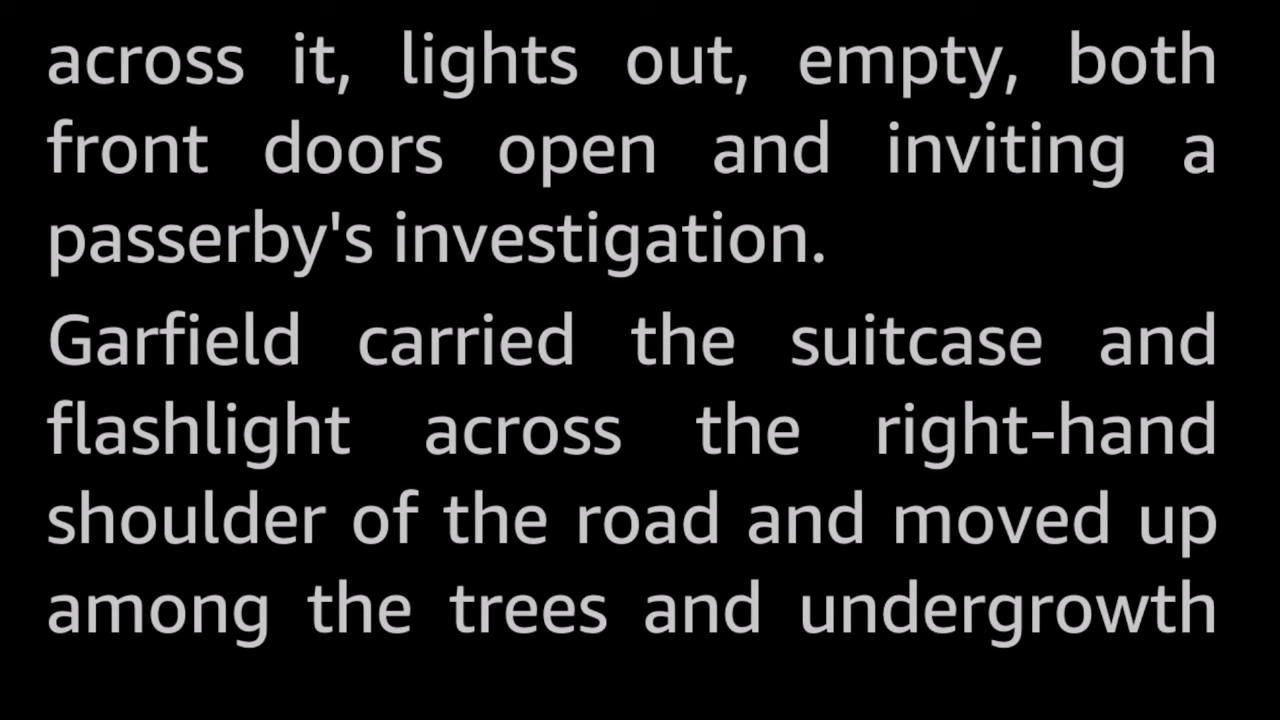 across it, lights out, empty, both
front doors open and inviting a
passerby's investigation.
Garfield carried the suitcase and
flashlight across the right-hand
shoulder of the road and moved up
among the trees and undergrowth